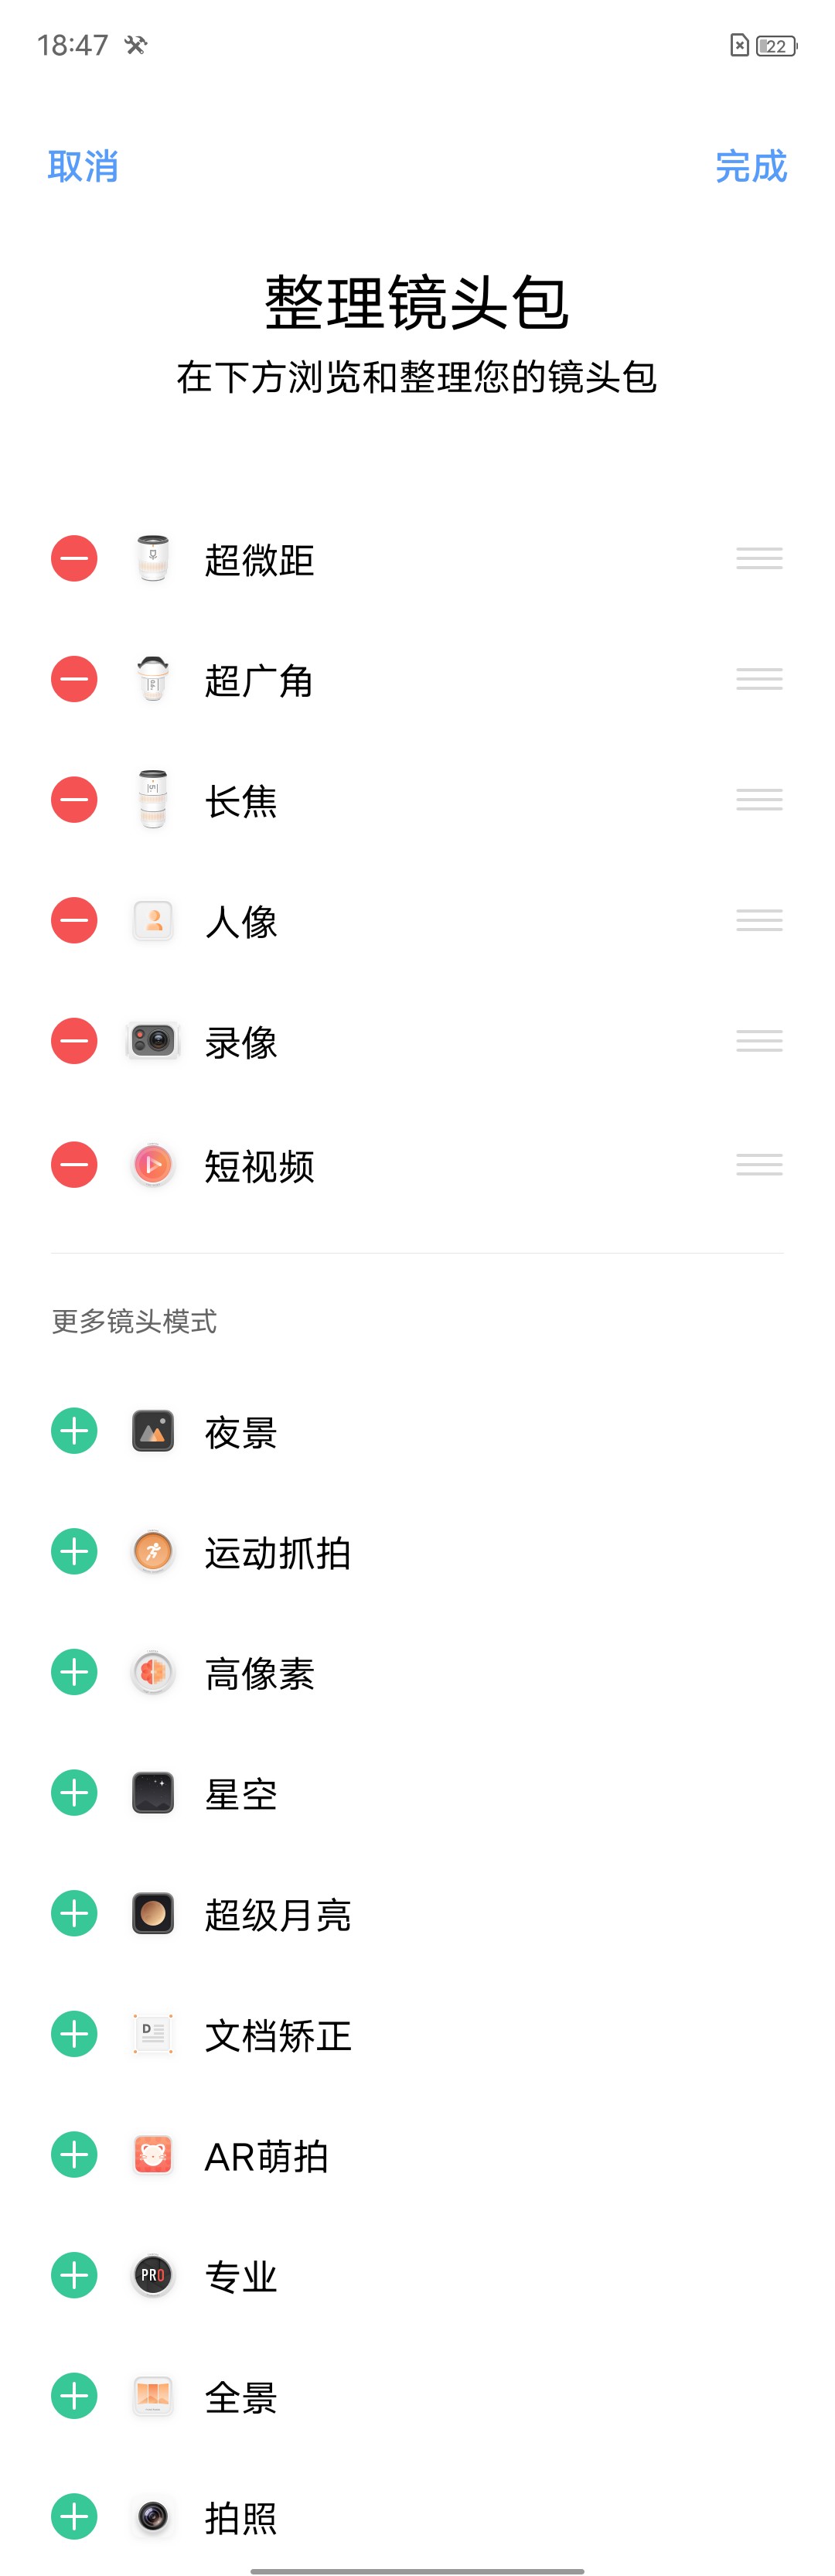 18:47
22
取消
完成
整理镜头包
在下方浏览和整理您的镜头包
超微距
超广角
长焦
人像
录像
短视频
更多镜头模式
夜景
运动抓拍
高像素
星空
超级月亮
D
文档矫正
AR萌拍
PRO
专业
全景
拍照